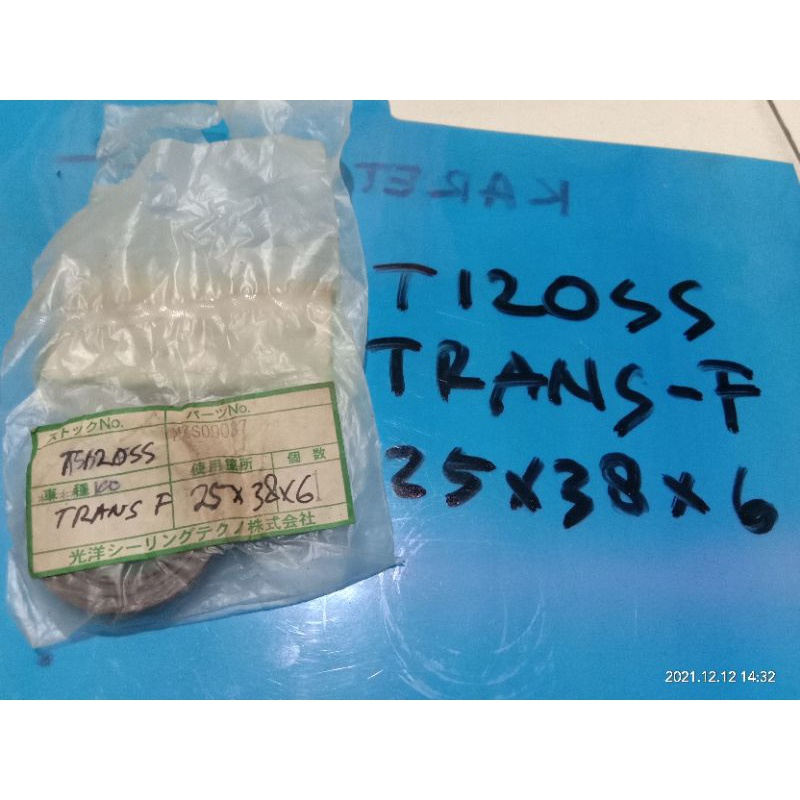 ストックNo.
パーツNo.
車種
使用箇所
個数
TRANS F
25x38x6
光洋シーリングテクノ株式会社
KARET
T120SS
TRANS-F
25x38x6
2021.12.12 14:32